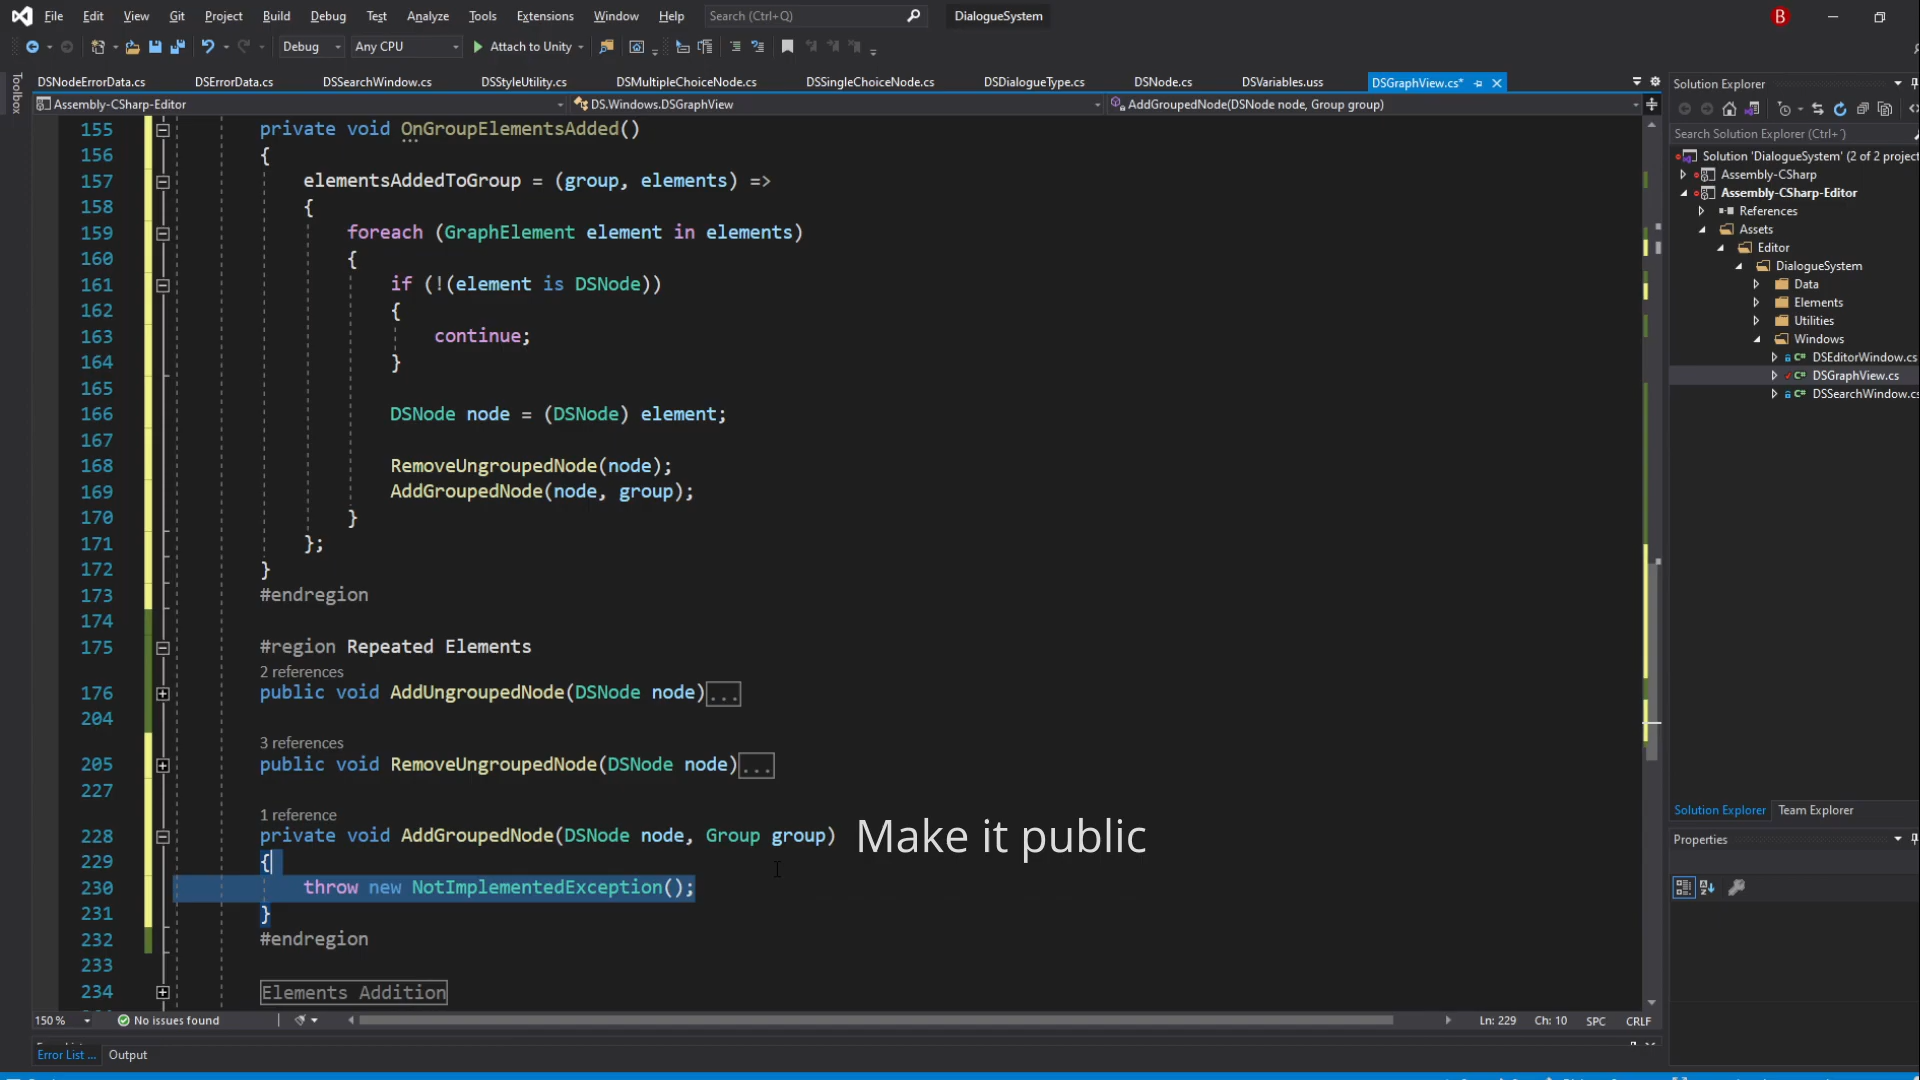 File Edit View Git Project Build Debug Test Analyze Tools Extensions Window Help Search (Ctrl+Q) DialogueSystem B
Debug Any CPU Attach to Unity
DSNodeErrorData.cs DSErrorData.cs DSSearchWindow.cs DSStyleUtility.cs DSMultipleChoiceNode.cs DSSingleChoiceNode.cs DSDialogueType.cs DSNode.cs DSVariables.uss DSGraphView.cs*
Toolbox
Assembly-CSharp-Editor DS.Windows.DSGraphView AddGroupedNode(DSNode node, Group group)
155 private void OnGroupElementsAdded()
156 {
157 elementsAddedToGroup = (group, elements) =>
158 {
159 foreach (GraphElement element in elements)
160 {
161 if (!(element is DSNode))
162 {
163 continue;
164 }
165
166 DSNode node = (DSNode) element;
167
168 RemoveUngroupedNode(node);
169 AddGroupedNode(node, group);
170 }
171 };
172 }
173 #endregion
174
175 #region Repeated Elements
2 references
176 public void AddUngroupedNode(DSNode node)...
204
3 references
205 public void RemoveUngroupedNode(DSNode node)...
227
1 reference
228 private void AddGroupedNode(DSNode node, Group group) Make it public
229 {
230 throw new NotImplementedException();
231 }
232 #endregion
233
234 Elements Addition
150 % No issues found Ln: 229 Ch: 10 SPC CRLF
Error List ... Output
Solution Explorer
Search Solution Explorer (Ctrl+´)
Solution 'DialogueSystem' (2 of 2 project
Assembly-CSharp
Assembly-CSharp-Editor
References
Assets
Editor
DialogueSystem
Data
Elements
Utilities
Windows
DSEditorWindow.cs
DSGraphView.cs
DSSearchWindow.cs
Solution Explorer Team Explorer
Properties